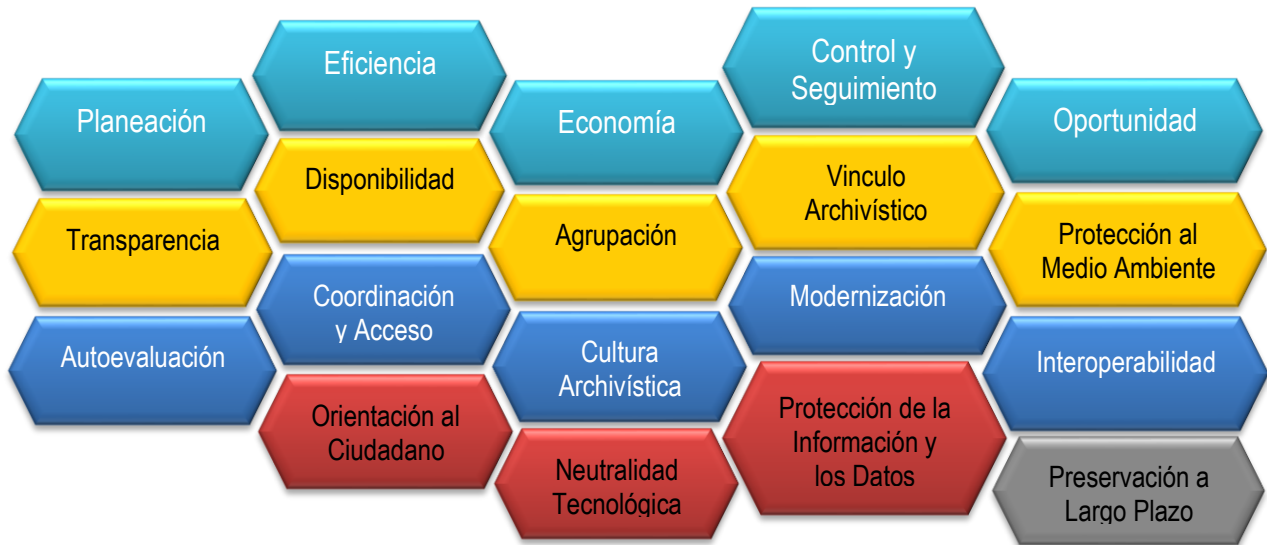 Planeación
Eficiencia
Economía
Control y
Seguimiento
Oportunidad
Transparencia
Disponibilidad
Agrupación
Vinculo
Archivístico
Protección al
Medio Ambiente
Autoevaluación
Coordinación
y Acceso
Cultura
Archivística
Modernización
Interoperabilidad
Orientación al
Ciudadano
Neutralidad
Tecnológica
Protección de la
Información y
los Datos
Preservación a
Largo Plazo